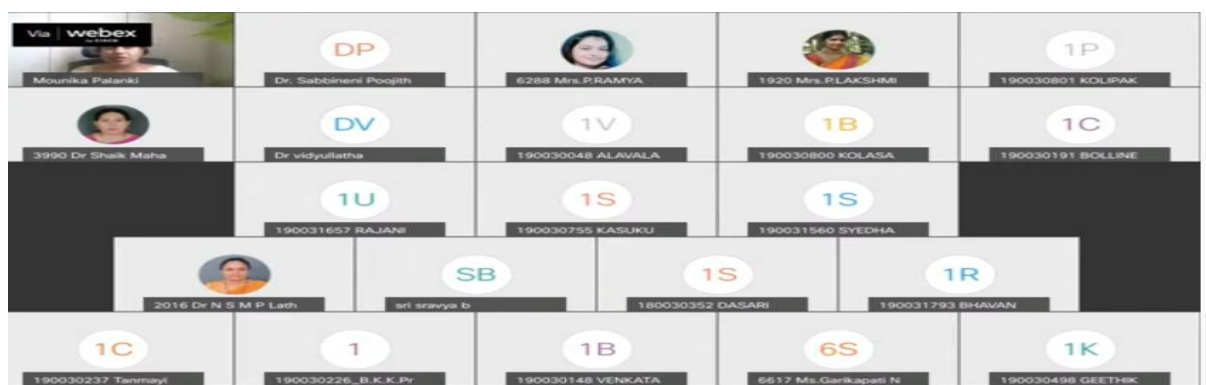 Via webex
Mounika Palanki
DP
Dr. Sabbineni Poojith
6288 Mrs.P.RAMYA
1920 Mrs.P.LAKSHMI
1P
190030801 KOLIPAK
3990 Dr Shaik Maha
DV
Dr vidyullatha
1V
190030048 ALAVALA
1B
190030800 KOLASA
1C
190030191 BOLLINE
1U
190031657 RAJANI
1S
190030755 KASUKU
1S
190031560 SYEDHA
2016 Dr N S M P Lath
SB
sri sravya b
1S
180030352 DASARI
1R
190031793 BHAVAN
1C
190030237 Tanmayi
1
190030226_B.K.K.Pr
1B
190030148 VENKATA
6S
6617 Ms.Garikapati N
1K
190030498 GEETHIK